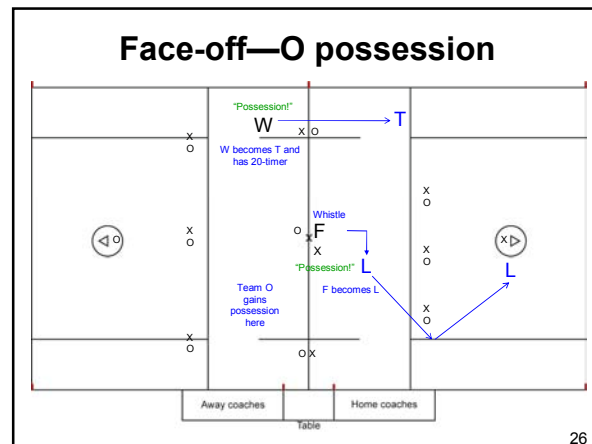 Face-off—O possession
"Possession!"
W
T
X O
X
O
W becomes T and
has 20-timer
X
O
Whistle
O
F
X
X
O
X
O
O
X
X
O
"Possession!"
L
L
F becomes L
Team O
gains
possession
here
X
O
X
O
O X
Away coaches
Home coaches
Table
26